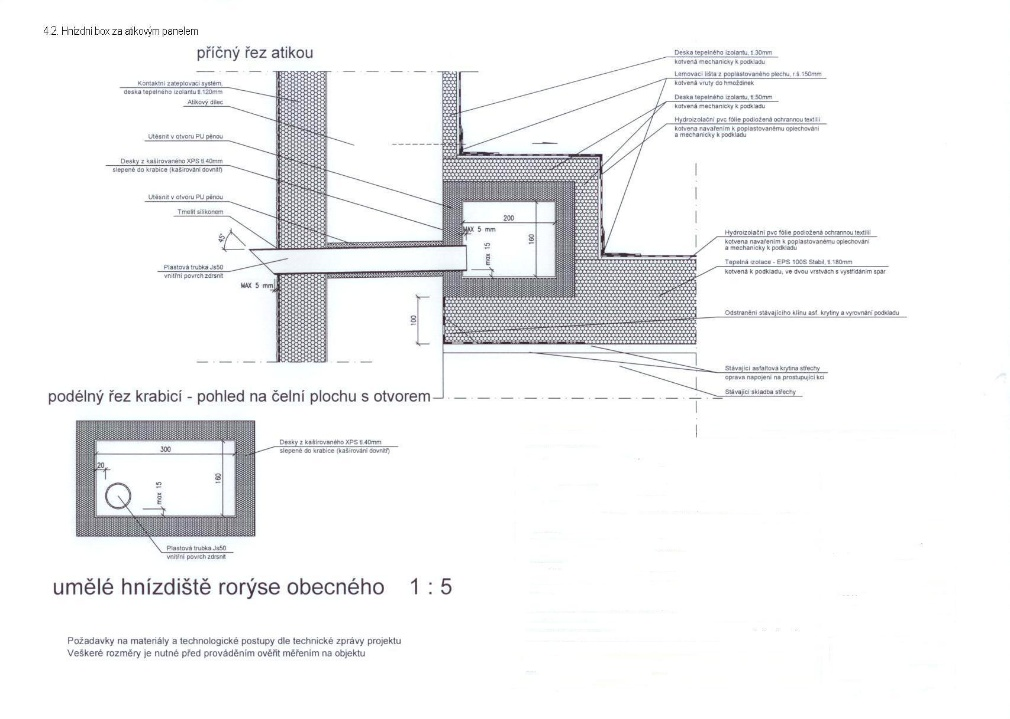 4.2. Hnízdní box za atikovým panelem
příčný řez atikou
Kontaktní zateplovací systém,
deska tepelného izolantu tl.120mm
Atikový dílec
Utěsnit v otvoru PU pěnou
Desky z kašírovaného XPS tl.40mm
slepené do krabice (kašírování dovnitř)
Utěsnit v otvoru PU pěnou
Tmelit silikonem
45°
Plastová trubka Js50
vnitřní povrch zdrsnit
MAX 5 mm
MAX 5 mm
200
160
max 15
100
Deska tepelného izolantu, tl.30mm
kotvená mechanicky k podkladu
Lemovací lišta z poplastovaného plechu, r.š 150mm
kotvená vruty do hmoždinek
Deska tepelného izolantu, tl.50mm
kotvená mechanicky k podkladu
Hydroizolační pvc fólie podložená ochrannou textilií
kotvena navařením k poplastovanému oplechování
a mechanicky k podkladu
Hydroizolační pvc fólie podložená ochrannou textilií
kotvena navařením k poplastovanému oplechování
a mechanicky k podkladu
Tepelná izolace - EPS 100S Stabil, tl.180mm
kotvená k podkladu, ve dvou vrstvách s vystřídáním spár
Odstranění stávajícího klínu asf. krytiny a vyrovnání podkladu
Stávající asfaltová krytina střechy
oprava napojení na prostupující kci
Stávající skladba střechy
podélný řez krabicí - pohled na čelní plochu s otvorem
300
20
160
max 15
Desky z kašírovaného XPS tl.40mm
slepené do krabice (kašírování dovnitř)
Plastová trubka Js50
vnitřní povrch zdrsnit
umělé hnízdiště rorýse obecného 1 : 5
Požadavky na materiály a technologické postupy dle technické zprávy projektu
Veškeré rozměry je nutné před prováděním ověřit měřením na objektu